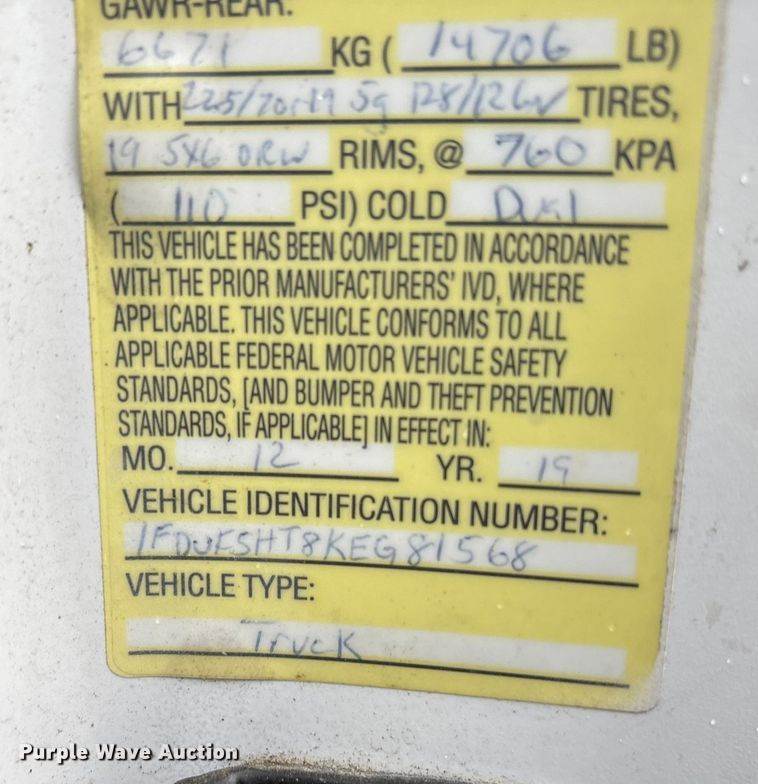 GAWR-REAR:
6671 KG ( 14706 LB)
WITH 225/70r19 5g 128/126N TIRES,
19 5X6 DRW RIMS, @ 760 KPA
( 110 PSI) COLD Dual
THIS VEHICLE HAS BEEN COMPLETED IN ACCORDANCE
WITH THE PRIOR MANUFACTURERS' IVD, WHERE
APPLICABLE. THIS VEHICLE CONFORMS TO ALL
APPLICABLE FEDERAL MOTOR VEHICLE SAFETY
STANDARDS, [AND BUMPER AND THEFT PREVENTION
STANDARDS, IF APPLICABLE] IN EFFECT IN:
MO. 12 YR. 19
VEHICLE IDENTIFICATION NUMBER:
1FDUF5HT8KEG81568
VEHICLE TYPE:
Truck
Purple Wave Auction